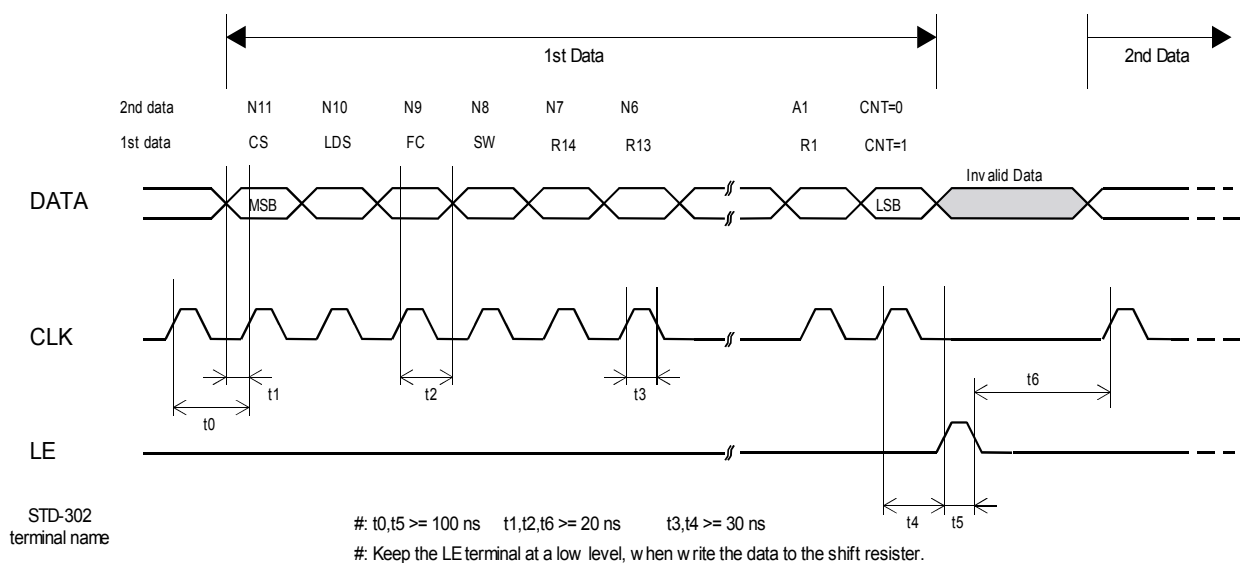 1st Data 2nd Data
2nd data N11 N10 N9 N8 N7 N6 A1 CNT=0
1st data CS LDS FC SW R14 R13 R1 CNT=1
Invalid Data
DATA MSB LSB
CLK
t1 t2 t3 t6
t0
LE
t4 t5
STD-302
terminal name
#: t0,t5 >= 100 ns t1,t2,t6 >= 20 ns t3,t4 >= 30 ns
#: Keep the LE terminal at a low level, when write the data to the shift resister.